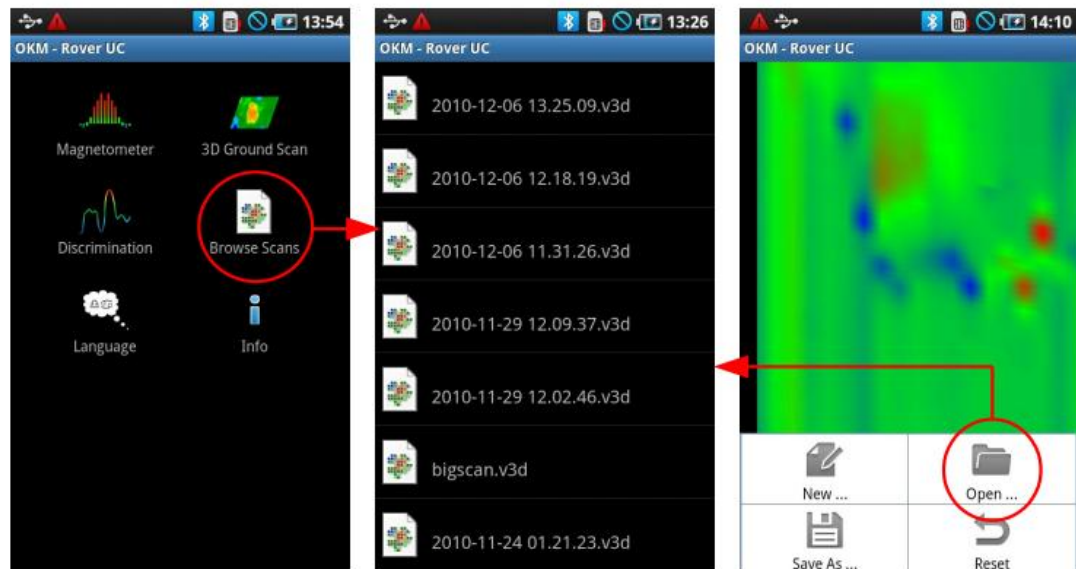 13:54
OKM - Rover UC
Magnetometer
3D Ground Scan
Discrimination
Browse Scans
Language
Info
13:26
OKM - Rover UC
2010-12-06 13.25.09.v3d
2010-12-06 12.18.19.v3d
2010-12-06 11.31.26.v3d
2010-11-29 12.09.37.v3d
2010-11-29 12.02.46.v3d
bigscan.v3d
2010-11-24 01.21.23.v3d
14:10
OKM - Rover UC
New ...
Open ...
Save As ...
Reset